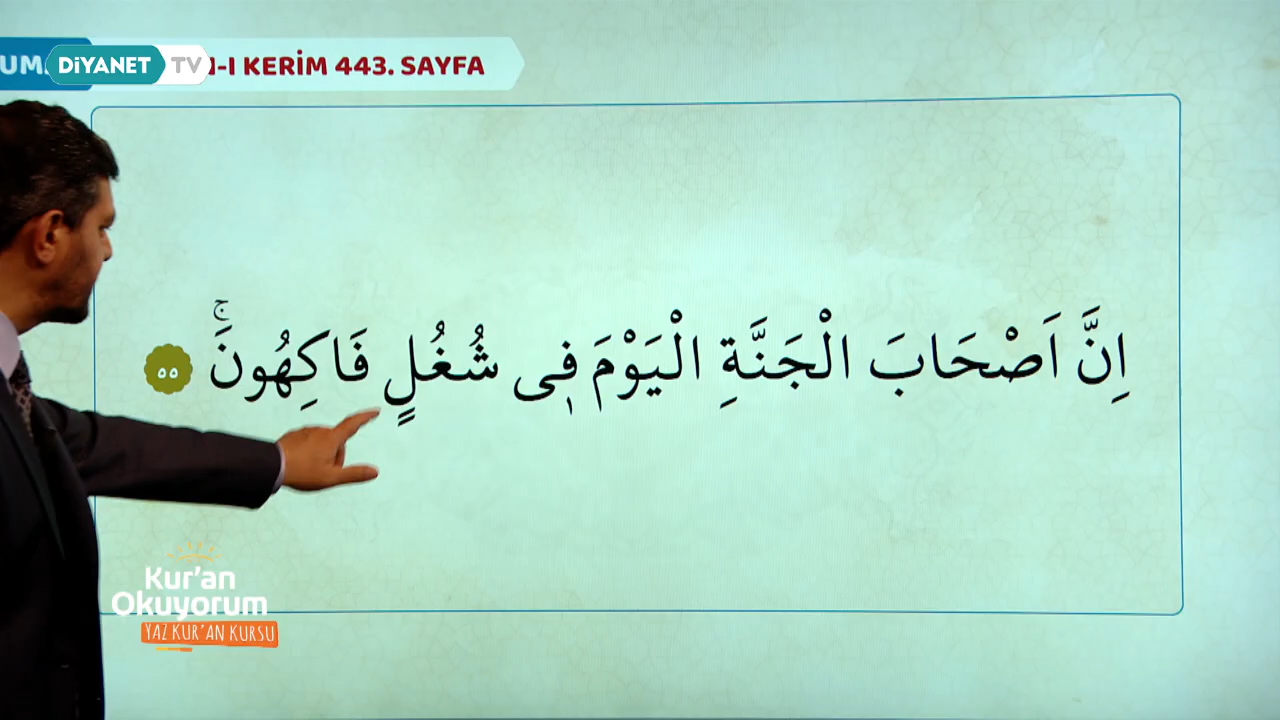 DİYANET TV
N-I KERİM 443. SAYFA
اِنَّ اَصْحَابَ الْجَنَّةِ الْيَوْمَ ف۪ى شُغُلٍ فَاكِهُونَۚ ٥٥
Kur'an
Okuyorum
YAZ KUR'AN KURSU